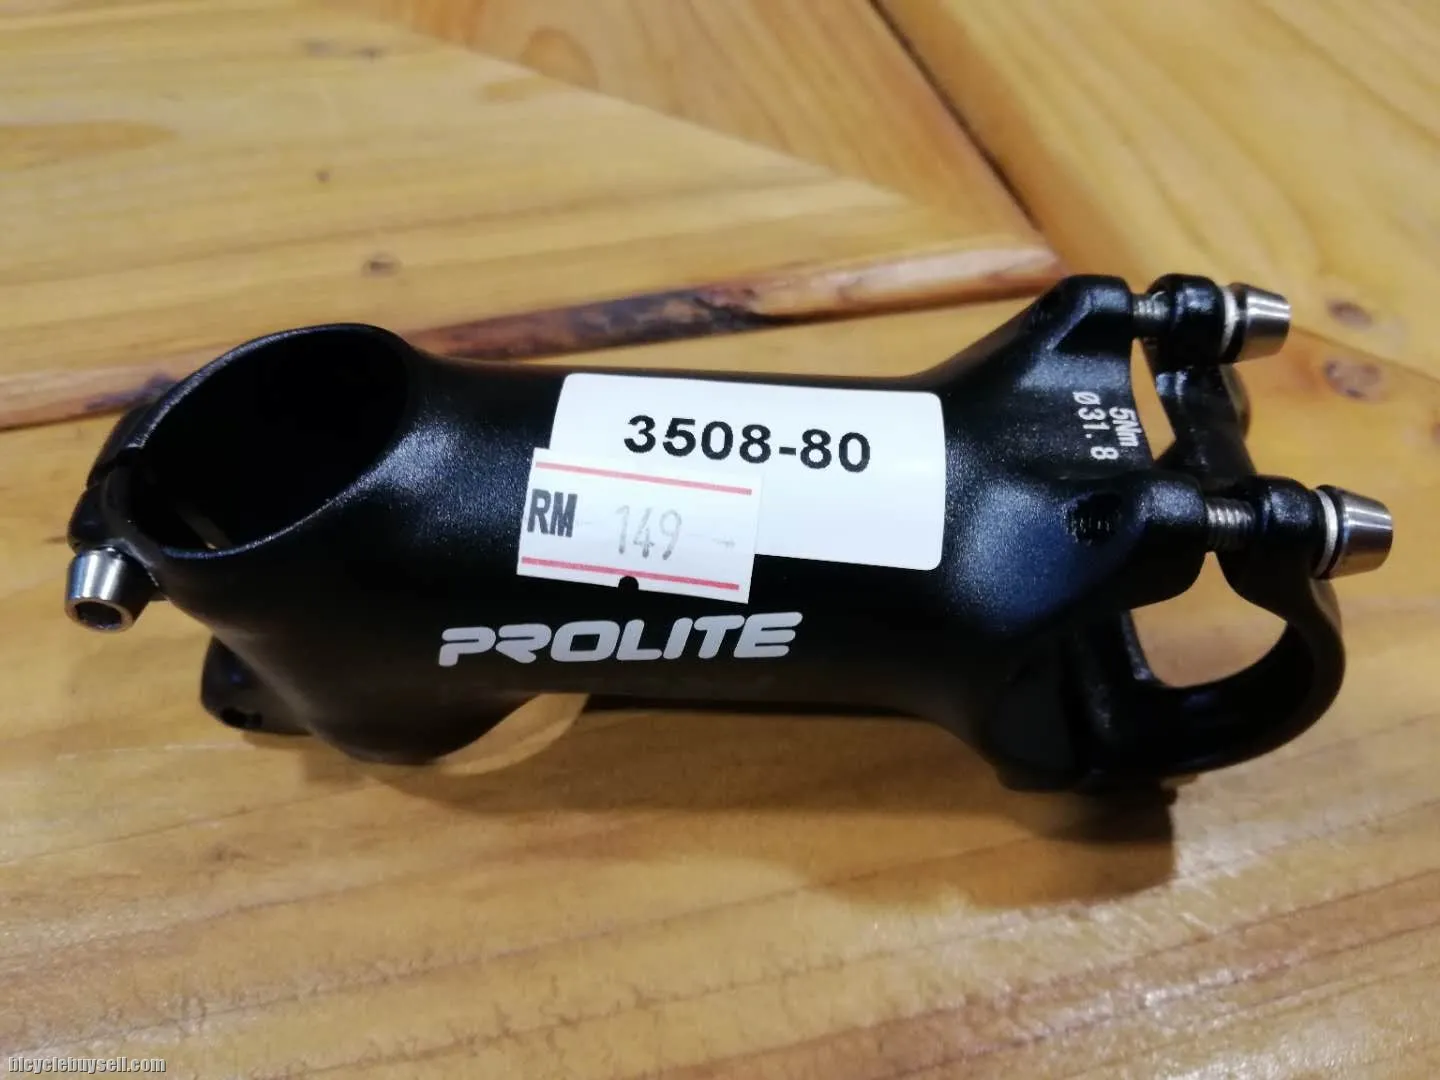 3508-80
RM 149
PROLITE
5Nm
Ø31.8
bicyclebuysell.com